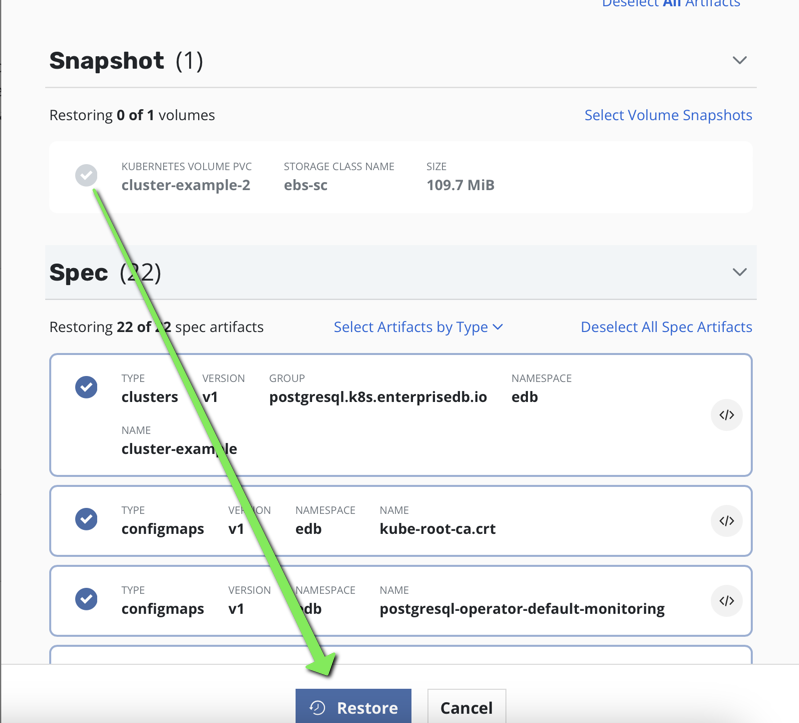 Deselect All Artifacts
Snapshot (1)
Restoring 0 of 1 volumes Select Volume Snapshots
KUBERNETES VOLUME PVC STORAGE CLASS NAME SIZE
cluster-example-2 ebs-sc 109.7 MiB
Spec (22)
Restoring 22 of 22 spec artifacts Select Artifacts by Type Deselect All Spec Artifacts
TYPE VERSION GROUP NAMESPACE
clusters v1 postgresql.k8s.enterprisedb.io edb
NAME
cluster-example
TYPE VERSION NAMESPACE NAME
configmaps v1 edb kube-root-ca.crt
TYPE VERSION NAMESPACE NAME
configmaps v1 edb postgresql-operator-default-monitoring
Restore Cancel